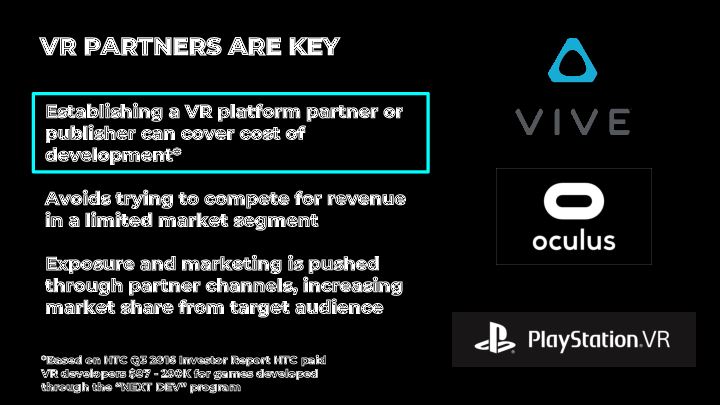 VR PARTNERS ARE KEY
Establishing a VR platform partner or
publisher can cover cost of
development*
Avoids trying to compete for revenue
in a limited market segment
Exposure and marketing is pushed
through partner channels, increasing
market share from target audience
*Based on HTC Q3 2016 Investor Report HTC paid
VR developers $87 - 290K for games developed
through the “NEXT DEV” program
VIVE
oculus
PlayStation.VR